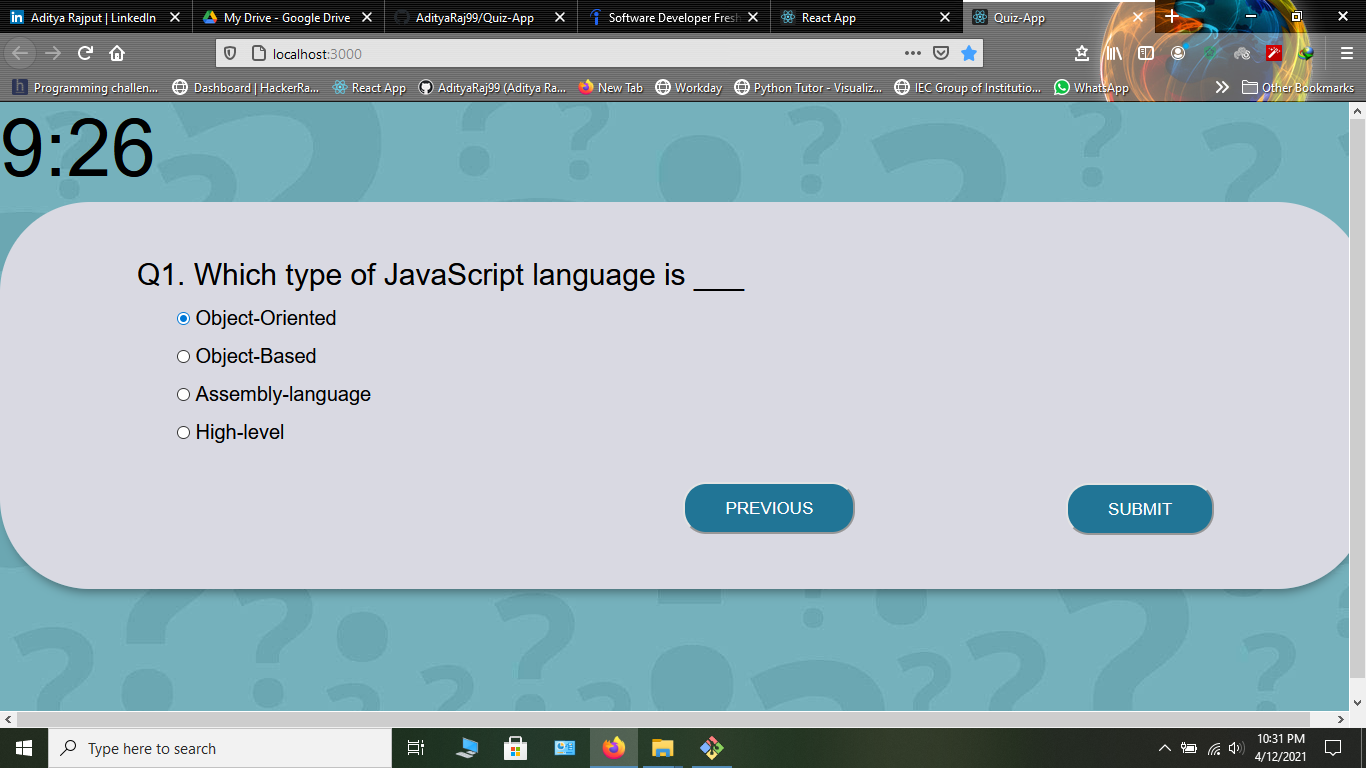 Aditya Rajput | LinkedIn
My Drive - Google Drive
AdityaRaj99/Quiz-App
Software Developer Fresh
React App
Quiz-App
localhost:3000
Programming challen...
Dashboard | HackerRa...
React App
AdityaRaj99 (Aditya Ra...
New Tab
Workday
Python Tutor - Visualiz...
IEC Group of Institutio...
WhatsApp
Other Bookmarks
9:26
Q1. Which type of JavaScript language is ___
Object-Oriented
Object-Based
Assembly-language
High-level
PREVIOUS
SUBMIT
Type here to search
10:31 PM
4/12/2021